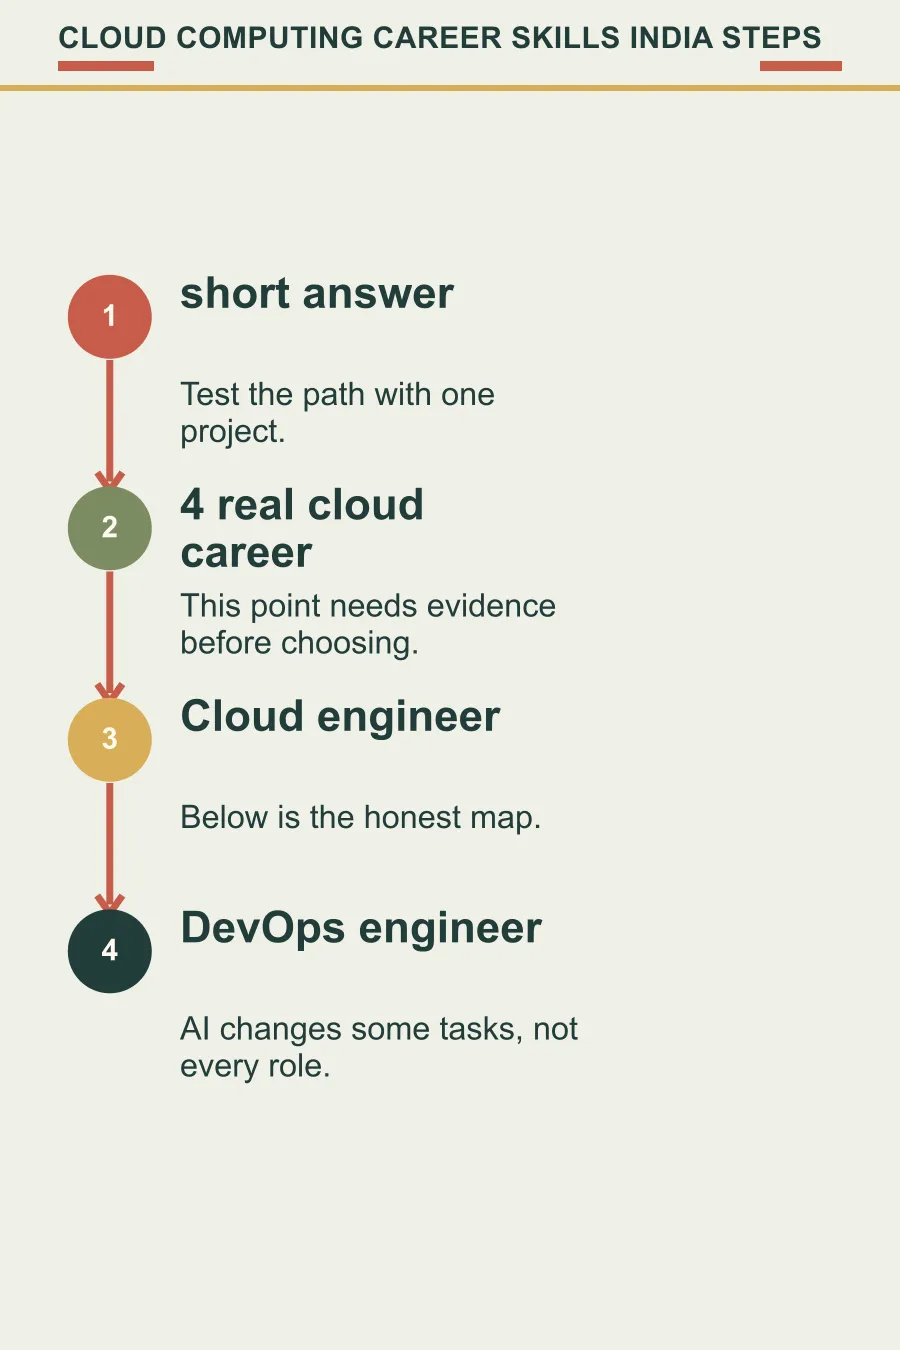 CLOUD COMPUTING CAREER SKILLS INDIA STEPS
1
short answer
Test the path with one
project.
2
4 real cloud
career
This point needs evidence
before choosing.
3
Cloud engineer
Below is the honest map.
4
DevOps engineer
AI changes some tasks, not
every role.